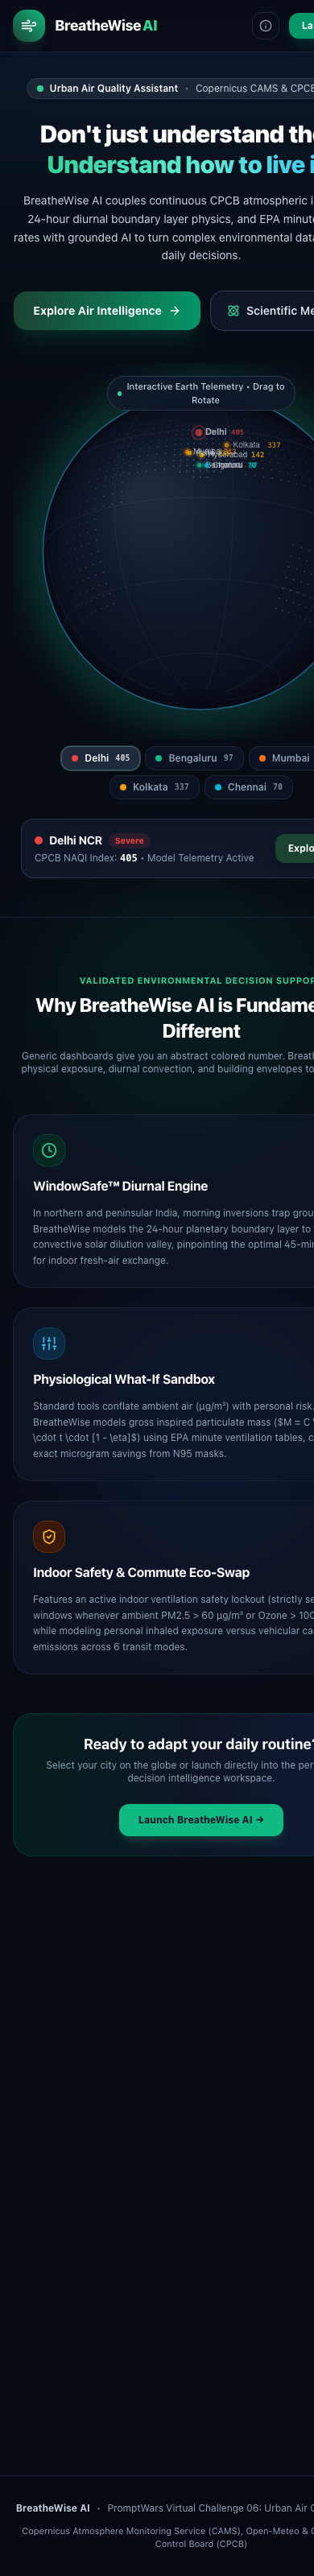 BreatheWise AI
La
Urban Air Quality Assistant · Copernicus CAMS & CPCB
Don't just understand the
Understand how to live i
BreatheWise AI couples continuous CPCB atmospheric i
24-hour diurnal boundary layer physics, and EPA minute
rates with grounded AI to turn complex environmental dat
daily decisions.
Explore Air Intelligence →
Scientific Me
Interactive Earth Telemetry • Drag to
Rotate
Delhi 405
Kolkata 337
Hyderabad 142
Delhi 405
Bengaluru 97
Mumbai
Kolkata 337
Chennai 70
Delhi NCR Severe
CPCB NAQI Index: 405 • Model Telemetry Active
Explo
VALIDATED ENVIRONMENTAL DECISION SUPPOR
Why BreatheWise AI is Fundame
Different
Generic dashboards give you an abstract colored number. Breath
physical exposure, diurnal convection, and building envelopes to
WindowSafe™ Diurnal Engine
In northern and peninsular India, morning inversions trap grou
BreatheWise models the 24-hour planetary boundary layer to
convective solar dilution valley, pinpointing the optimal 45-min
for indoor fresh-air exchange.
Physiological What-If Sandbox
Standard tools conflate ambient air (µg/m³) with personal risk.
BreatheWise models gross inspired particulate mass ($M = C \
\cdot t \cdot [1 - \eta]$) using EPA minute ventilation tables, c
exact microgram savings from N95 masks.
Indoor Safety & Commute Eco-Swap
Features an active indoor ventilation safety lockout (strictly se
windows whenever ambient PM2.5 > 60 µg/m³ or Ozone > 100
while modeling personal inhaled exposure versus vehicular ca
emissions across 6 transit modes.
Ready to adapt your daily routine?
Select your city on the globe or launch directly into the per
decision intelligence workspace.
Launch BreatheWise AI →
BreatheWise AI • PromptWars Virtual Challenge 06: Urban Air Q
Copernicus Atmosphere Monitoring Service (CAMS), Open-Meteo & C
Control Board (CPCB)